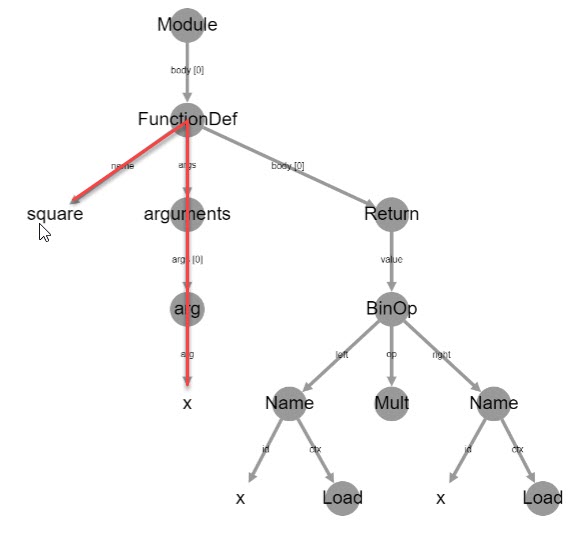 Module
body [0]
FunctionDef
name args body [0]
square arguments Return
args [0] value
arg BinOp
arg left op right
x Name Mult Name
id ctx id ctx
x Load x Load